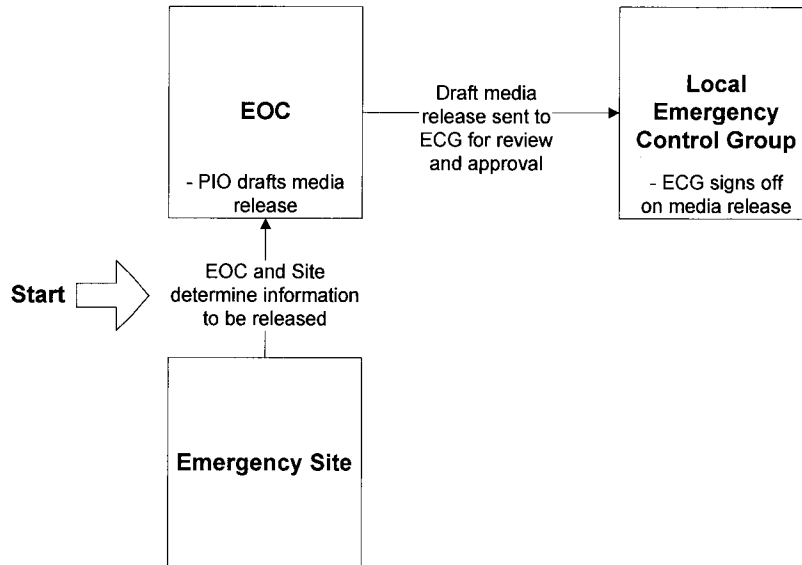 EOC
- PIO drafts media
release
Draft media
release sent to
ECG for review
and approval
Local
Emergency
Control Group
- ECG signs off
on media release
Start
EOC and Site
determine information
to be released
Emergency Site